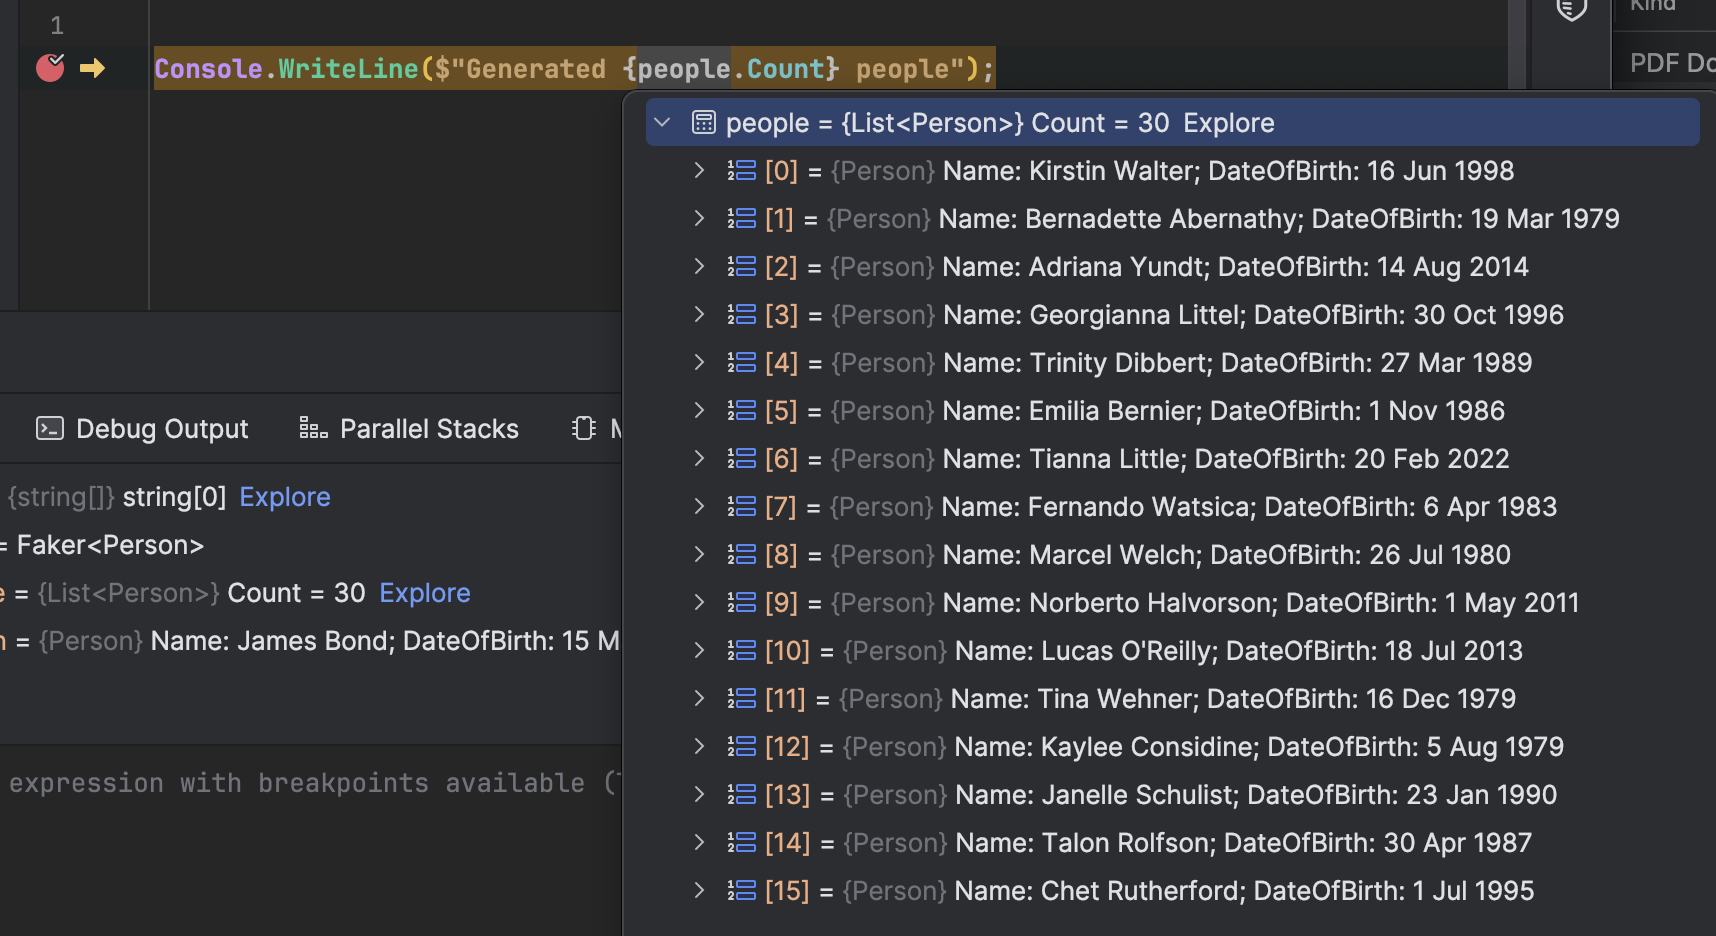 1
Kind
Console.WriteLine($"Generated {people.Count} people");
PDF Do
people = {List<Person>} Count = 30 Explore
[0] = {Person} Name: Kirstin Walter; DateOfBirth: 16 Jun 1998
[1] = {Person} Name: Bernadette Abernathy; DateOfBirth: 19 Mar 1979
[2] = {Person} Name: Adriana Yundt; DateOfBirth: 14 Aug 2014
[3] = {Person} Name: Georgianna Littel; DateOfBirth: 30 Oct 1996
[4] = {Person} Name: Trinity Dibbert; DateOfBirth: 27 Mar 1989
[5] = {Person} Name: Emilia Bernier; DateOfBirth: 1 Nov 1986
[6] = {Person} Name: Tianna Little; DateOfBirth: 20 Feb 2022
[7] = {Person} Name: Fernando Watsica; DateOfBirth: 6 Apr 1983
[8] = {Person} Name: Marcel Welch; DateOfBirth: 26 Jul 1980
[9] = {Person} Name: Norberto Halvorson; DateOfBirth: 1 May 2011
[10] = {Person} Name: Lucas O'Reilly; DateOfBirth: 18 Jul 2013
[11] = {Person} Name: Tina Wehner; DateOfBirth: 16 Dec 1979
[12] = {Person} Name: Kaylee Considine; DateOfBirth: 5 Aug 1979
[13] = {Person} Name: Janelle Schulist; DateOfBirth: 23 Jan 1990
[14] = {Person} Name: Talon Rolfson; DateOfBirth: 30 Apr 1987
[15] = {Person} Name: Chet Rutherford; DateOfBirth: 1 Jul 1995
Debug Output Parallel Stacks
{string[]} string[0] Explore
= Faker<Person>
e = {List<Person>} Count = 30 Explore
n = {Person} Name: James Bond; DateOfBirth: 15 M
expression with breakpoints available (